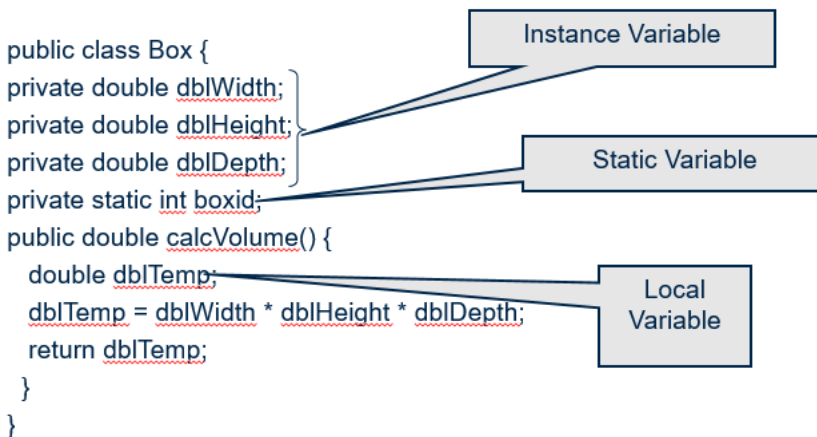 public class Box {
private double dblWidth;
private double dblHeight;
private double dblDepth;
private static int boxid;
public double calcVolume() {
double dblTemp;
dblTemp = dblWidth * dblHeight * dblDepth;
return dblTemp;
}
}
Instance Variable
Static Variable
Local
Variable